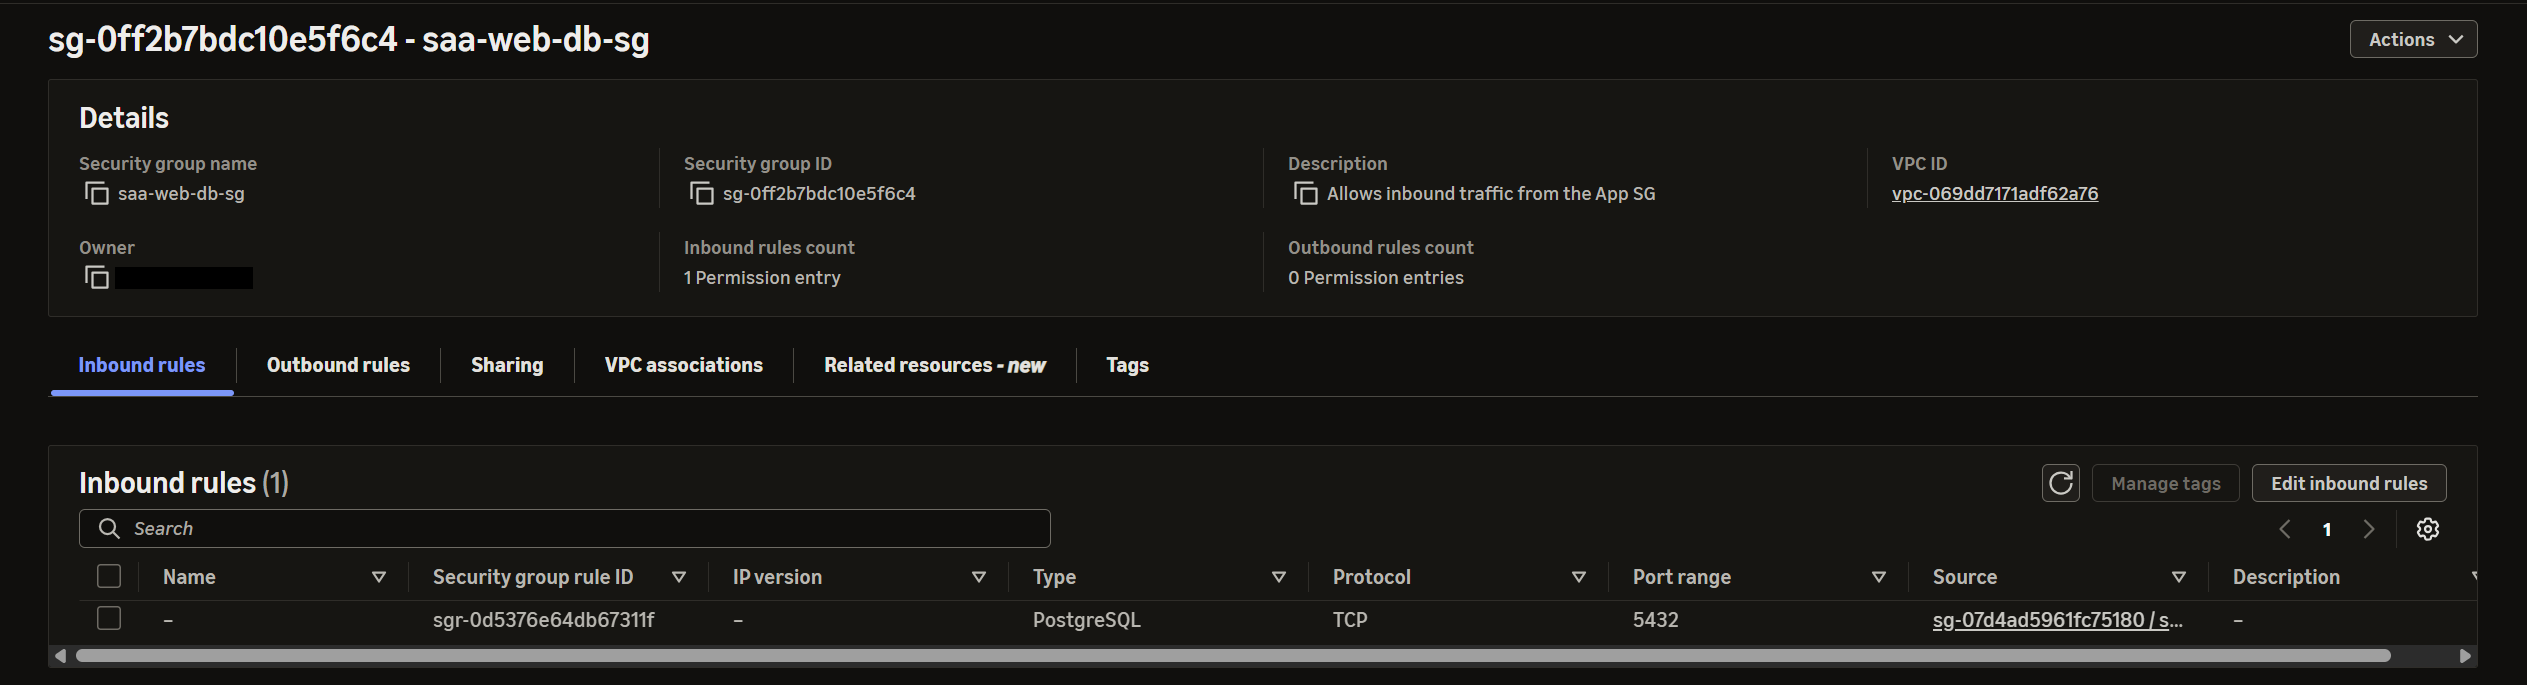 sg-0ff2b7bdc10e5f6c4 - saa-web-db-sg
Actions
Details
Security group name
saa-web-db-sg
Security group ID
sg-0ff2b7bdc10e5f6c4
Description
Allows inbound traffic from the App SG
VPC ID
vpc-069dd7171adf62a76
Owner
Inbound rules count
1 Permission entry
Outbound rules count
0 Permission entries
Inbound rules Outbound rules Sharing VPC associations Related resources - new Tags
Inbound rules (1)
Manage tags
Edit inbound rules
Search
1
Name Security group rule ID IP version Type Protocol Port range Source Description
– sgr-0d5376e64db67311f – PostgreSQL TCP 5432 sg-07d4ad5961fc75180 / s... –